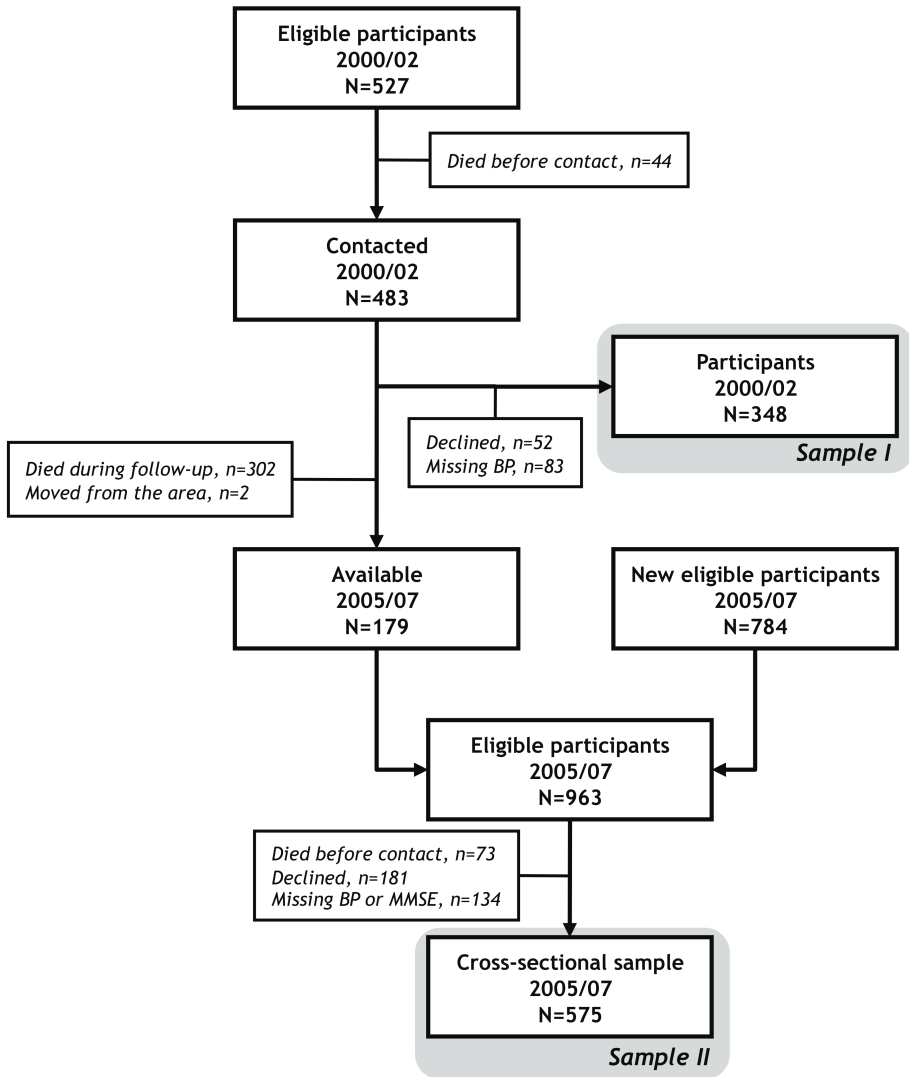 Eligible participants
2000/02
N=527
Died before contact, n=44
Contacted
2000/02
N=483
Participants
2000/02
N=348
Sample I
Declined, n=52
Missing BP, n=83
Died during follow-up, n=302
Moved from the area, n=2
Available
2005/07
N=179
New eligible participants
2005/07
N=784
Eligible participants
2005/07
N=963
Died before contact, n=73
Declined, n=181
Missing BP or MMSE, n=134
Cross-sectional sample
2005/07
N=575
Sample II